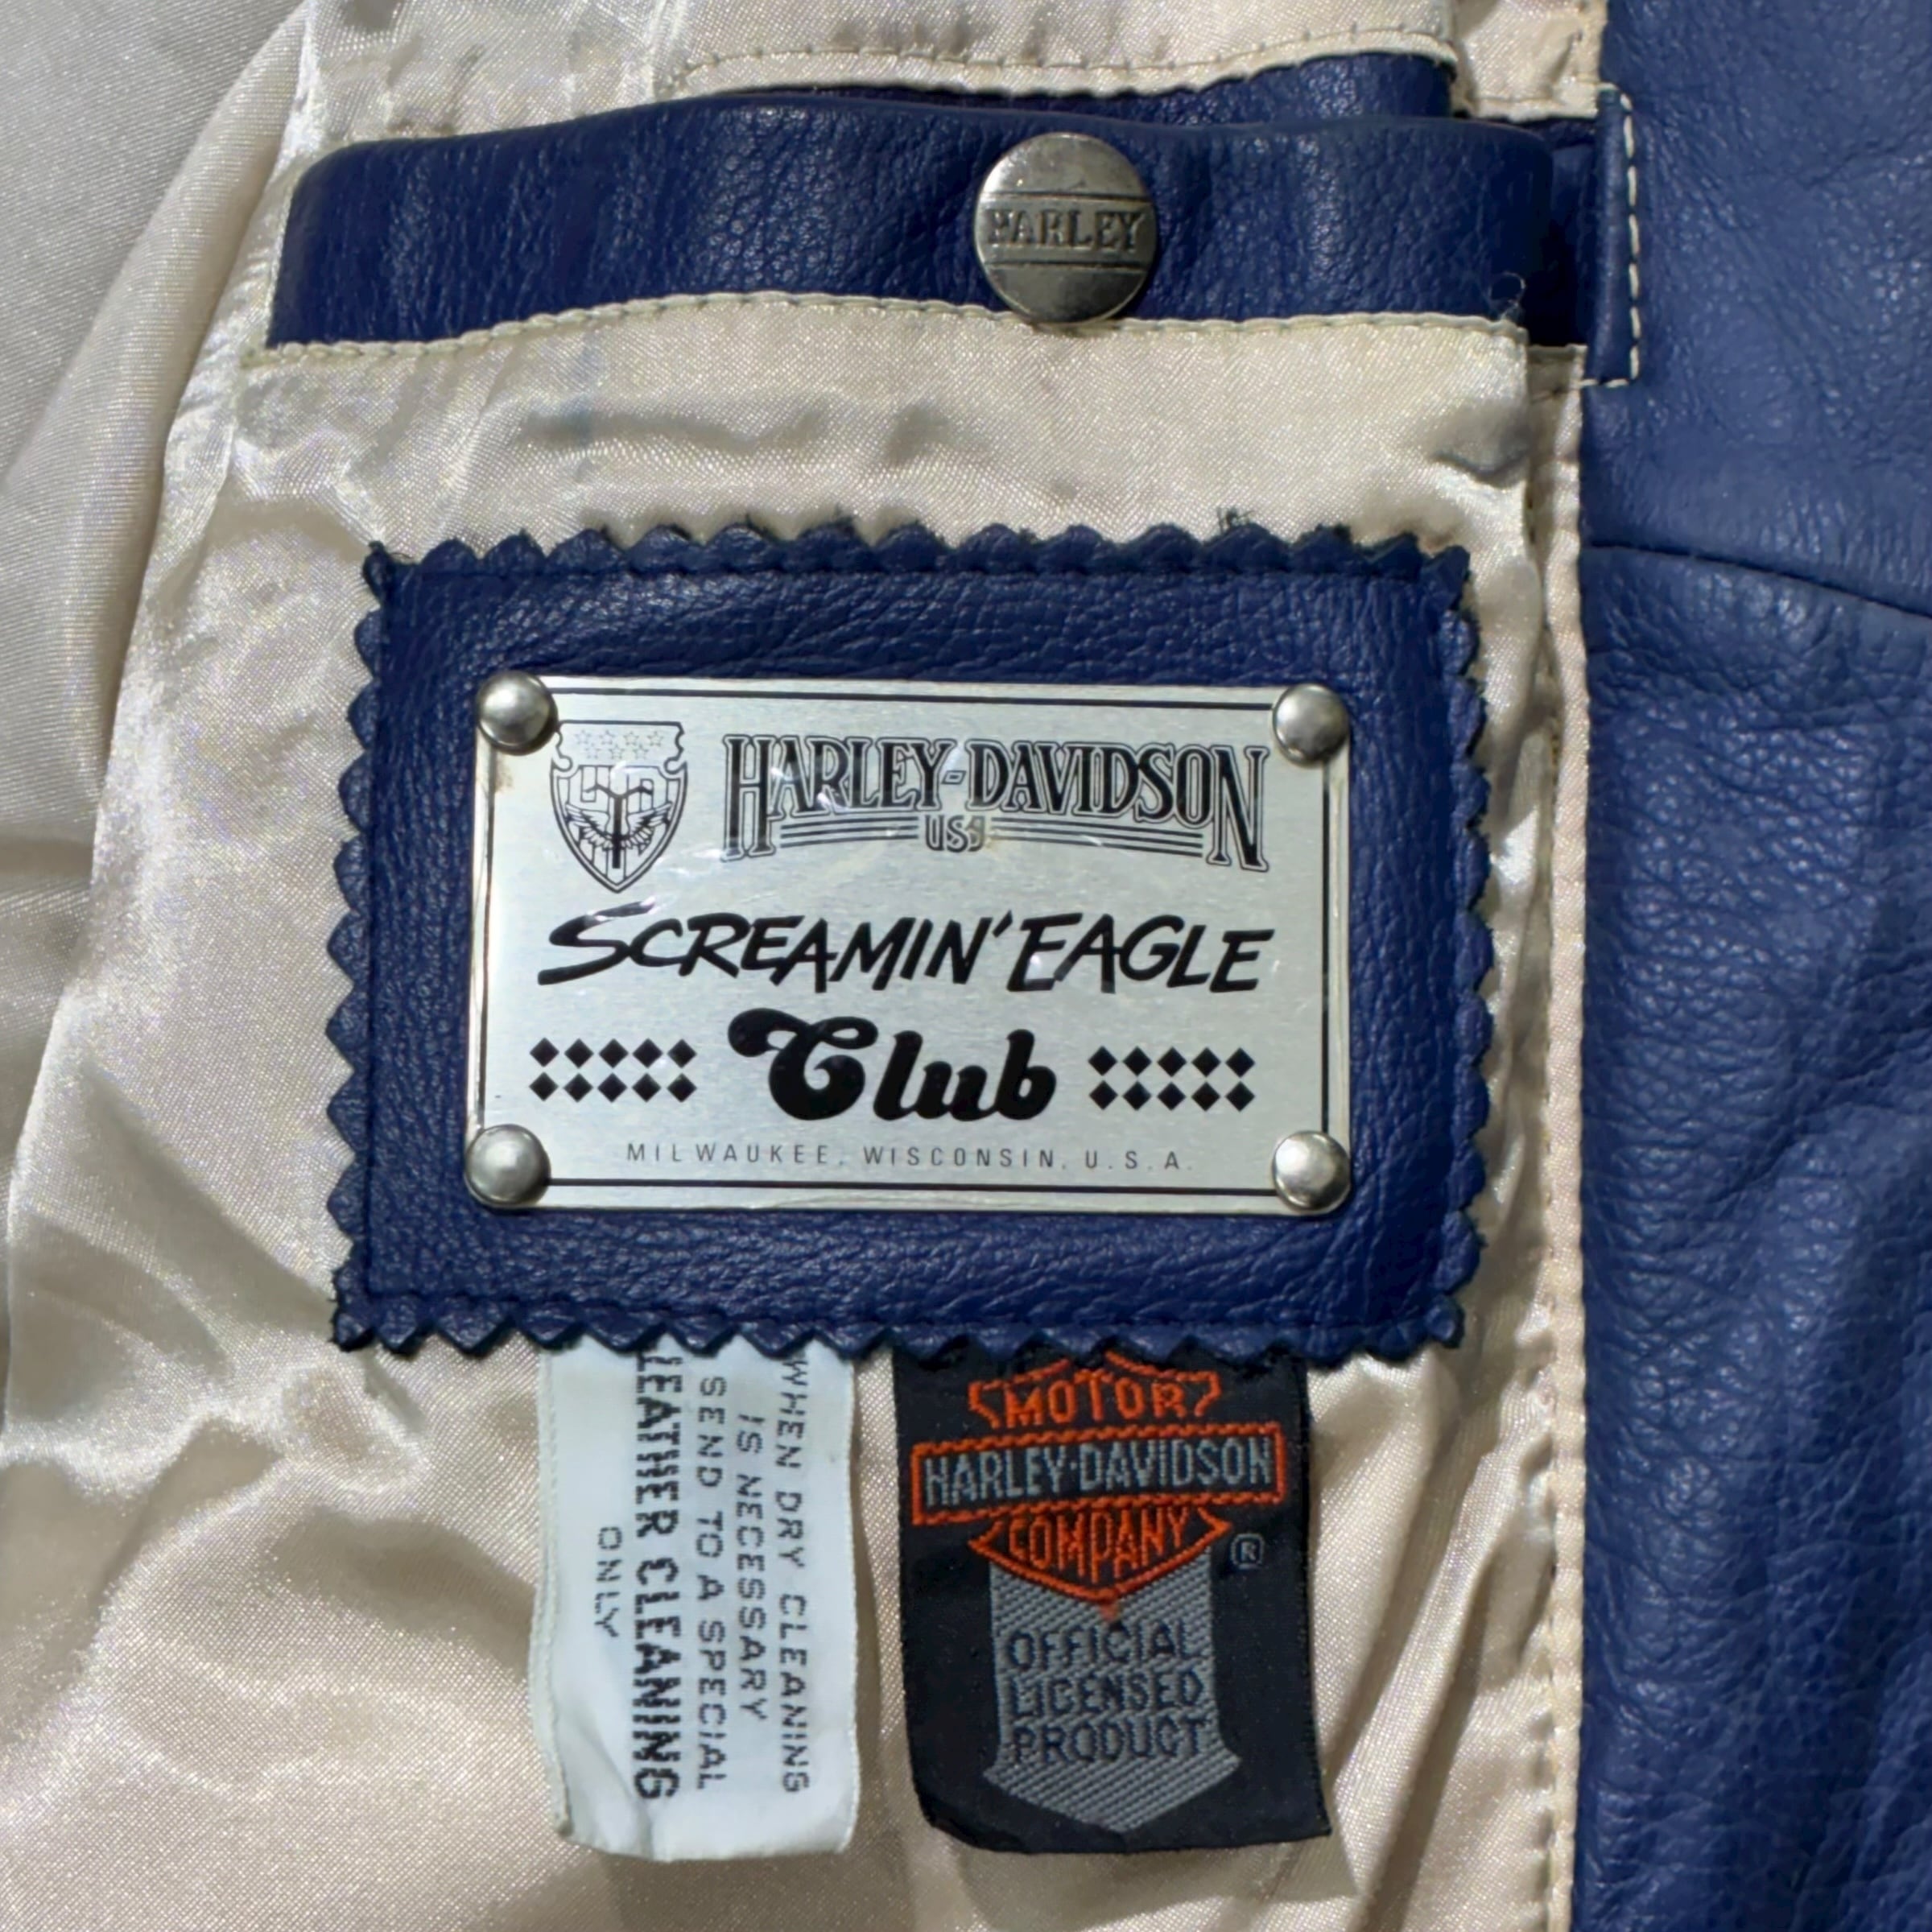 HARLEY
HARLEY-DAVIDSON
USA
SCREAMIN' EAGLE
Club
MILWAUKEE, WISCONSIN, U.S.A.
WHEN DRY CLEANING
IS NECESSARY
SEND TO A SPECIAL
LEATHER CLEANING
ONLY
MOTOR
HARLEY-DAVIDSON
COMPANY
®
OFFICIAL
LICENSED
PRODUCT